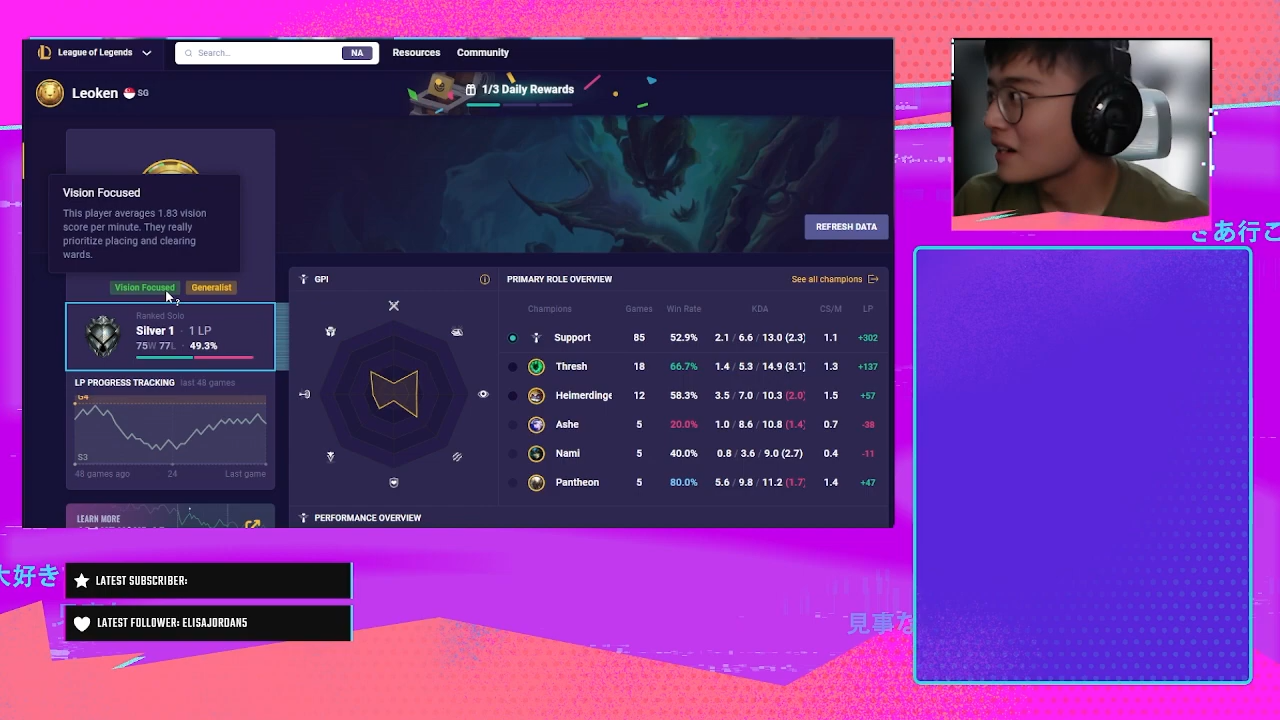 League of Legends
Search...
NA
Resources
Community
Leoken
SG
1/3 Daily Rewards
Vision Focused
This player averages 1.83 vision
score per minute. They really
prioritize placing and clearing
wards.
REFRESH DATA
Vision Focused
Generalist
Ranked Solo
Silver 1 · 1 LP
75W 77L · 49.3%
LP PROGRESS TRACKING last 48 games
G4
S3
48 games ago 24 Last game
LEARN MORE
GPI
PRIMARY ROLE OVERVIEW
See all champions
Champions Games Win Rate KDA CS/M LP
Support 85 52.9% 2.1 / 6.6 / 13.0 (2.3) 1.1 +302
Thresh 18 66.7% 1.4 / 5.3 / 14.9 (3.1) 1.3 +137
Heimerdinge 12 58.3% 3.5 / 7.0 / 10.3 (2.0) 1.5 +57
Ashe 5 20.0% 1.0 / 8.6 / 10.8 (1.4) 0.7 -38
Nami 5 40.0% 0.8 / 3.6 / 9.0 (2.7) 0.4 -11
Pantheon 5 80.0% 5.6 / 9.8 / 11.2 (1.7) 1.4 +47
PERFORMANCE OVERVIEW
さあ行こ
大好き
LATEST SUBSCRIBER:
LATEST FOLLOWER: ELISAJORDAN5
見事な